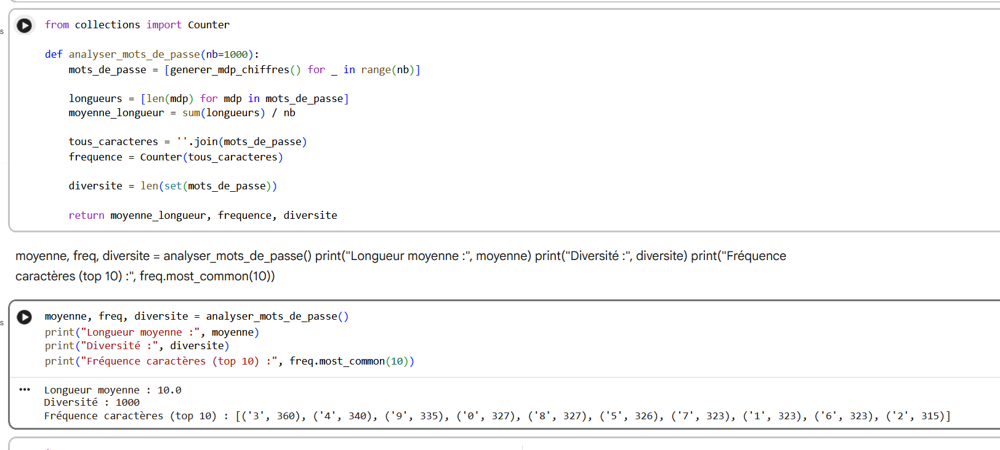 from collections import Counter
def analyser_mots_de_passe(nb=1000):
mots_de_passe = [generer_mdp_chiffres() for _ in range(nb)]
longueurs = [len(mdp) for mdp in mots_de_passe]
moyenne_longueur = sum(longueurs) / nb
tous_caracteres = ''.join(mots_de_passe)
frequence = Counter(tous_caracteres)
diversite = len(set(mots_de_passe))
return moyenne_longueur, frequence, diversite
moyenne, freq, diversite = analyser_mots_de_passe() print("Longueur moyenne :", moyenne) print("Diversité :", diversite) print("Fréquence
caractères (top 10) :", freq.most_common(10))
moyenne, freq, diversite = analyser_mots_de_passe()
print("Longueur moyenne :", moyenne)
print("Diversité :", diversite)
print("Fréquence caractères (top 10) :", freq.most_common(10))
Longueur moyenne : 10.0
Diversité : 1000
Fréquence caractères (top 10) : [('3', 360), ('4', 340), ('9', 335), ('0', 327), ('8', 327), ('5', 326), ('7', 323), ('1', 323), ('6', 323), ('2', 315)]